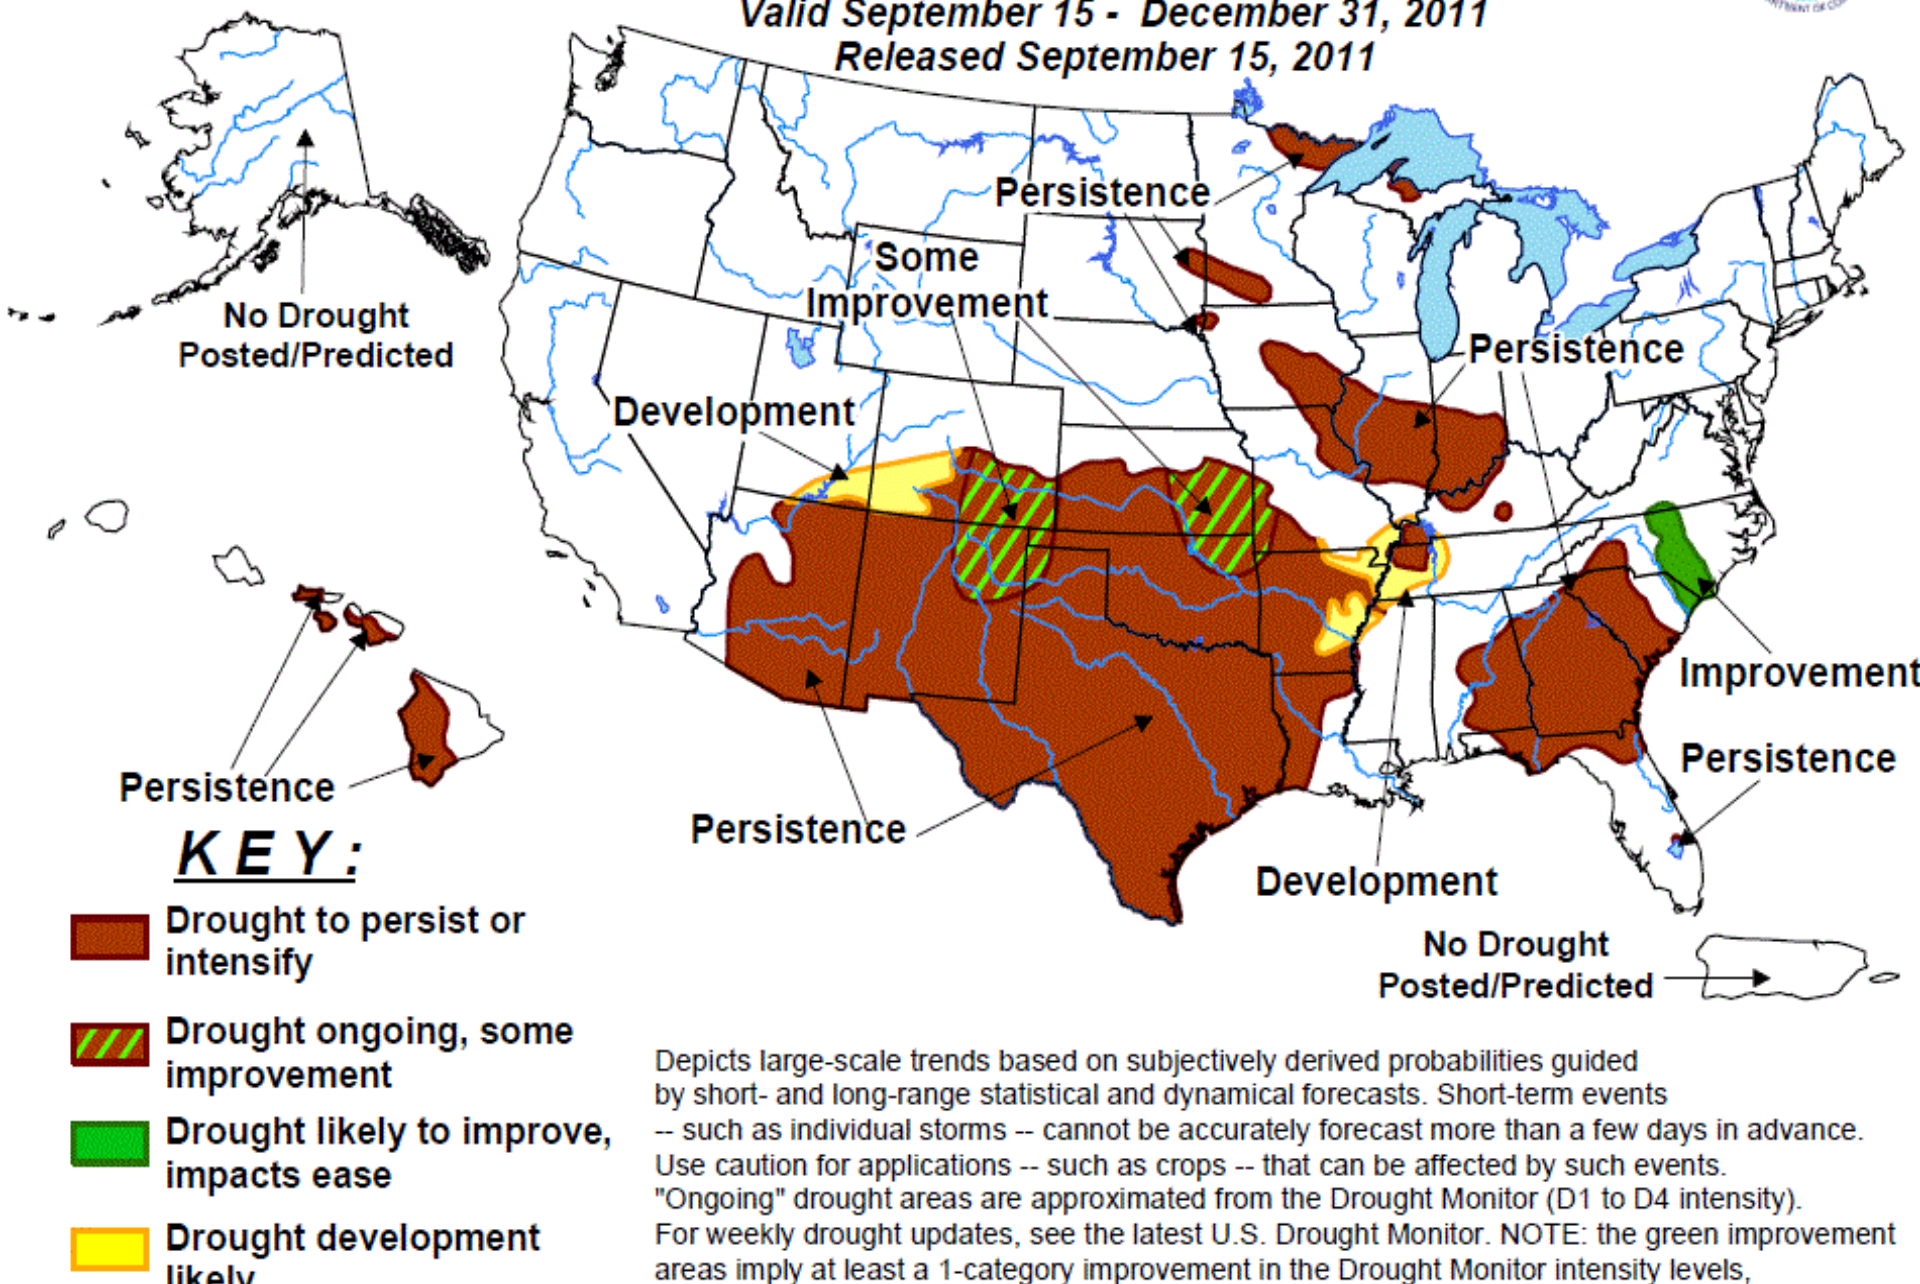 Valid September 15 - December 31, 2011
Released September 15, 2011
No Drought
Posted/Predicted
Persistence
Some
Improvement
Persistence
Development
Improvement
Persistence
Persistence
Persistence
Development
No Drought
Posted/Predicted
KEY:
Drought to persist or
intensify
Drought ongoing, some
improvement
Drought likely to improve,
impacts ease
Drought development
likely
Depicts large-scale trends based on subjectively derived probabilities guided
by short- and long-range statistical and dynamical forecasts. Short-term events
-- such as individual storms -- cannot be accurately forecast more than a few days in advance.
Use caution for applications -- such as crops -- that can be affected by such events.
"Ongoing" drought areas are approximated from the Drought Monitor (D1 to D4 intensity).
For weekly drought updates, see the latest U.S. Drought Monitor. NOTE: the green improvement
areas imply at least a 1-category improvement in the Drought Monitor intensity levels,